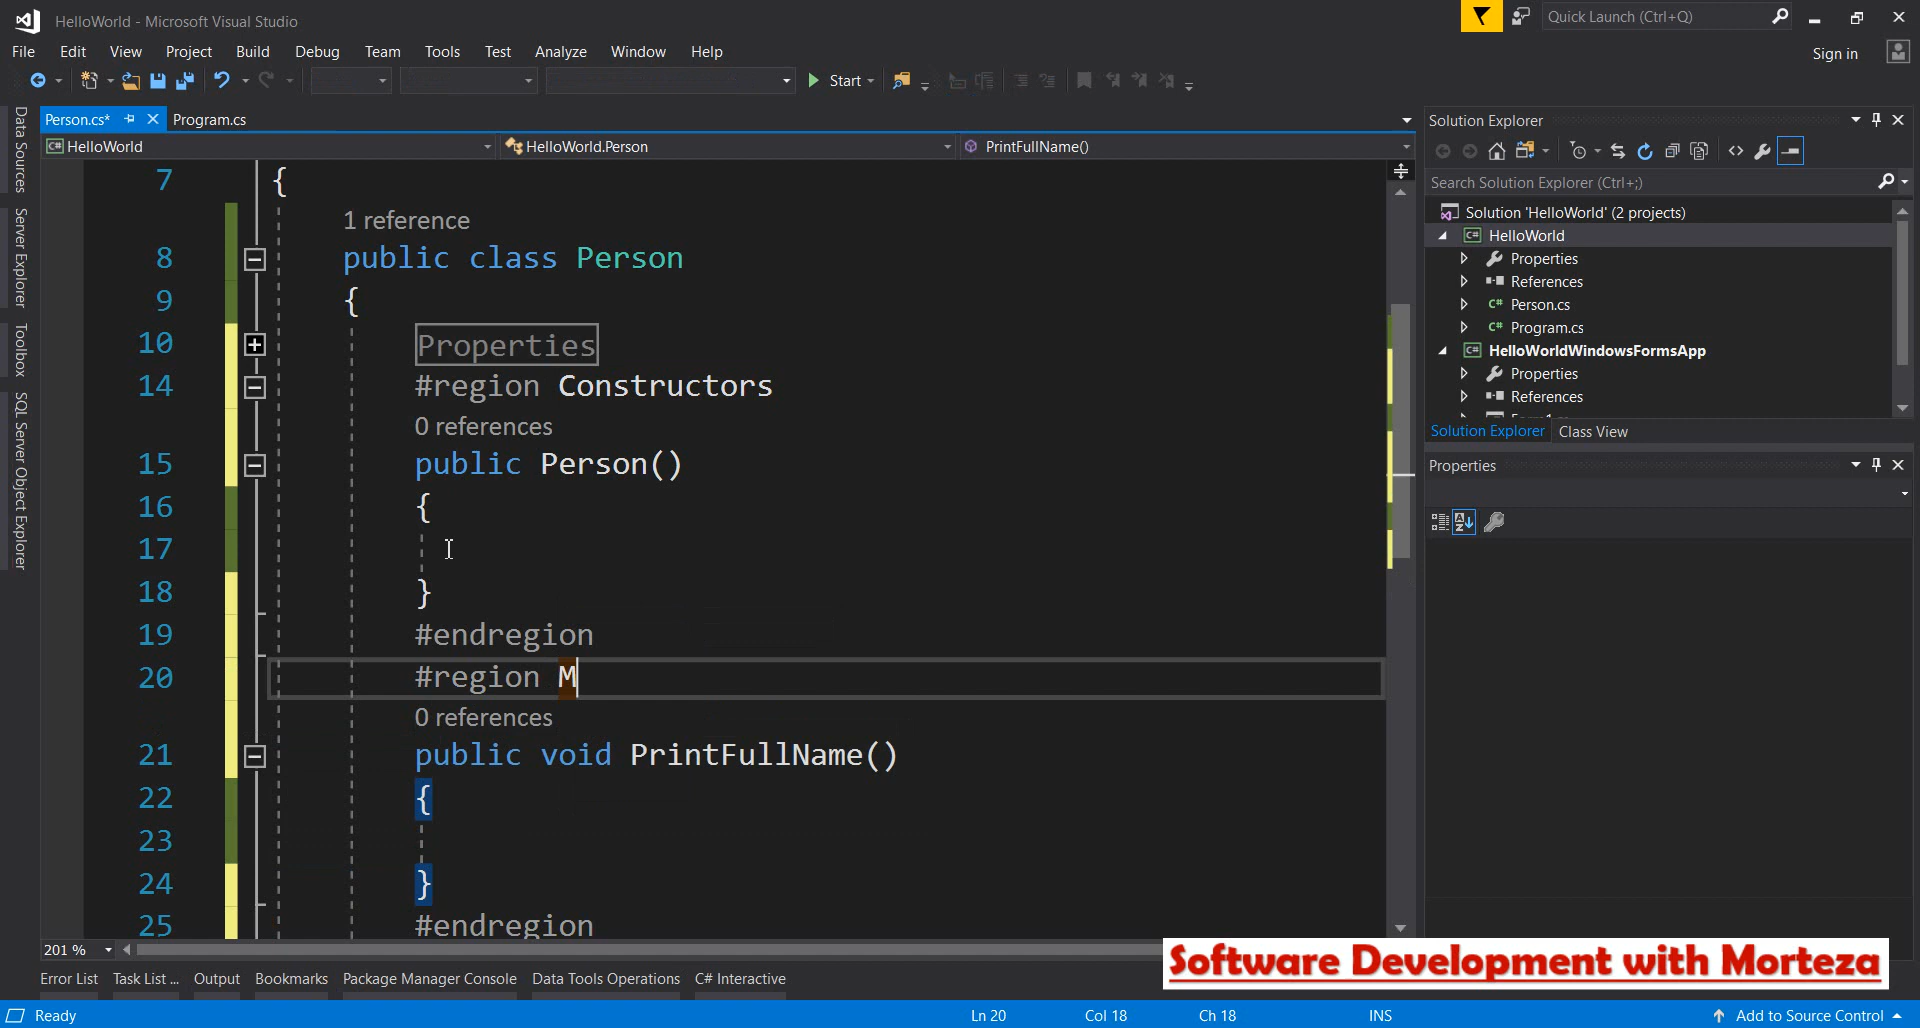 HelloWorld - Microsoft Visual Studio
Quick Launch (Ctrl+Q)
File Edit View Project Build Debug Team Tools Test Analyze Window Help
Sign in
Start
Person.cs* Program.cs
HelloWorld HelloWorld.Person PrintFullName()
Data Sources
Server Explorer
Toolbox
SQL Server Object Explorer
7 {
1 reference
8 public class Person
9 {
10 Properties
14 #region Constructors
0 references
15 public Person()
16 {
17
18 }
19 #endregion
20 #region M
0 references
21 public void PrintFullName()
22 {
23
24 }
25 #endregion
201 %
Solution Explorer
Search Solution Explorer (Ctrl+;)
Solution 'HelloWorld' (2 projects)
C# HelloWorld
Properties
References
C# Person.cs
C# Program.cs
C# HelloWorldWindowsFormsApp
Properties
References
Solution Explorer Class View
Properties
Software Development with Morteza
Error List Task List ... Output Bookmarks Package Manager Console Data Tools Operations C# Interactive
Ready Ln 20 Col 18 Ch 18 INS Add to Source Control